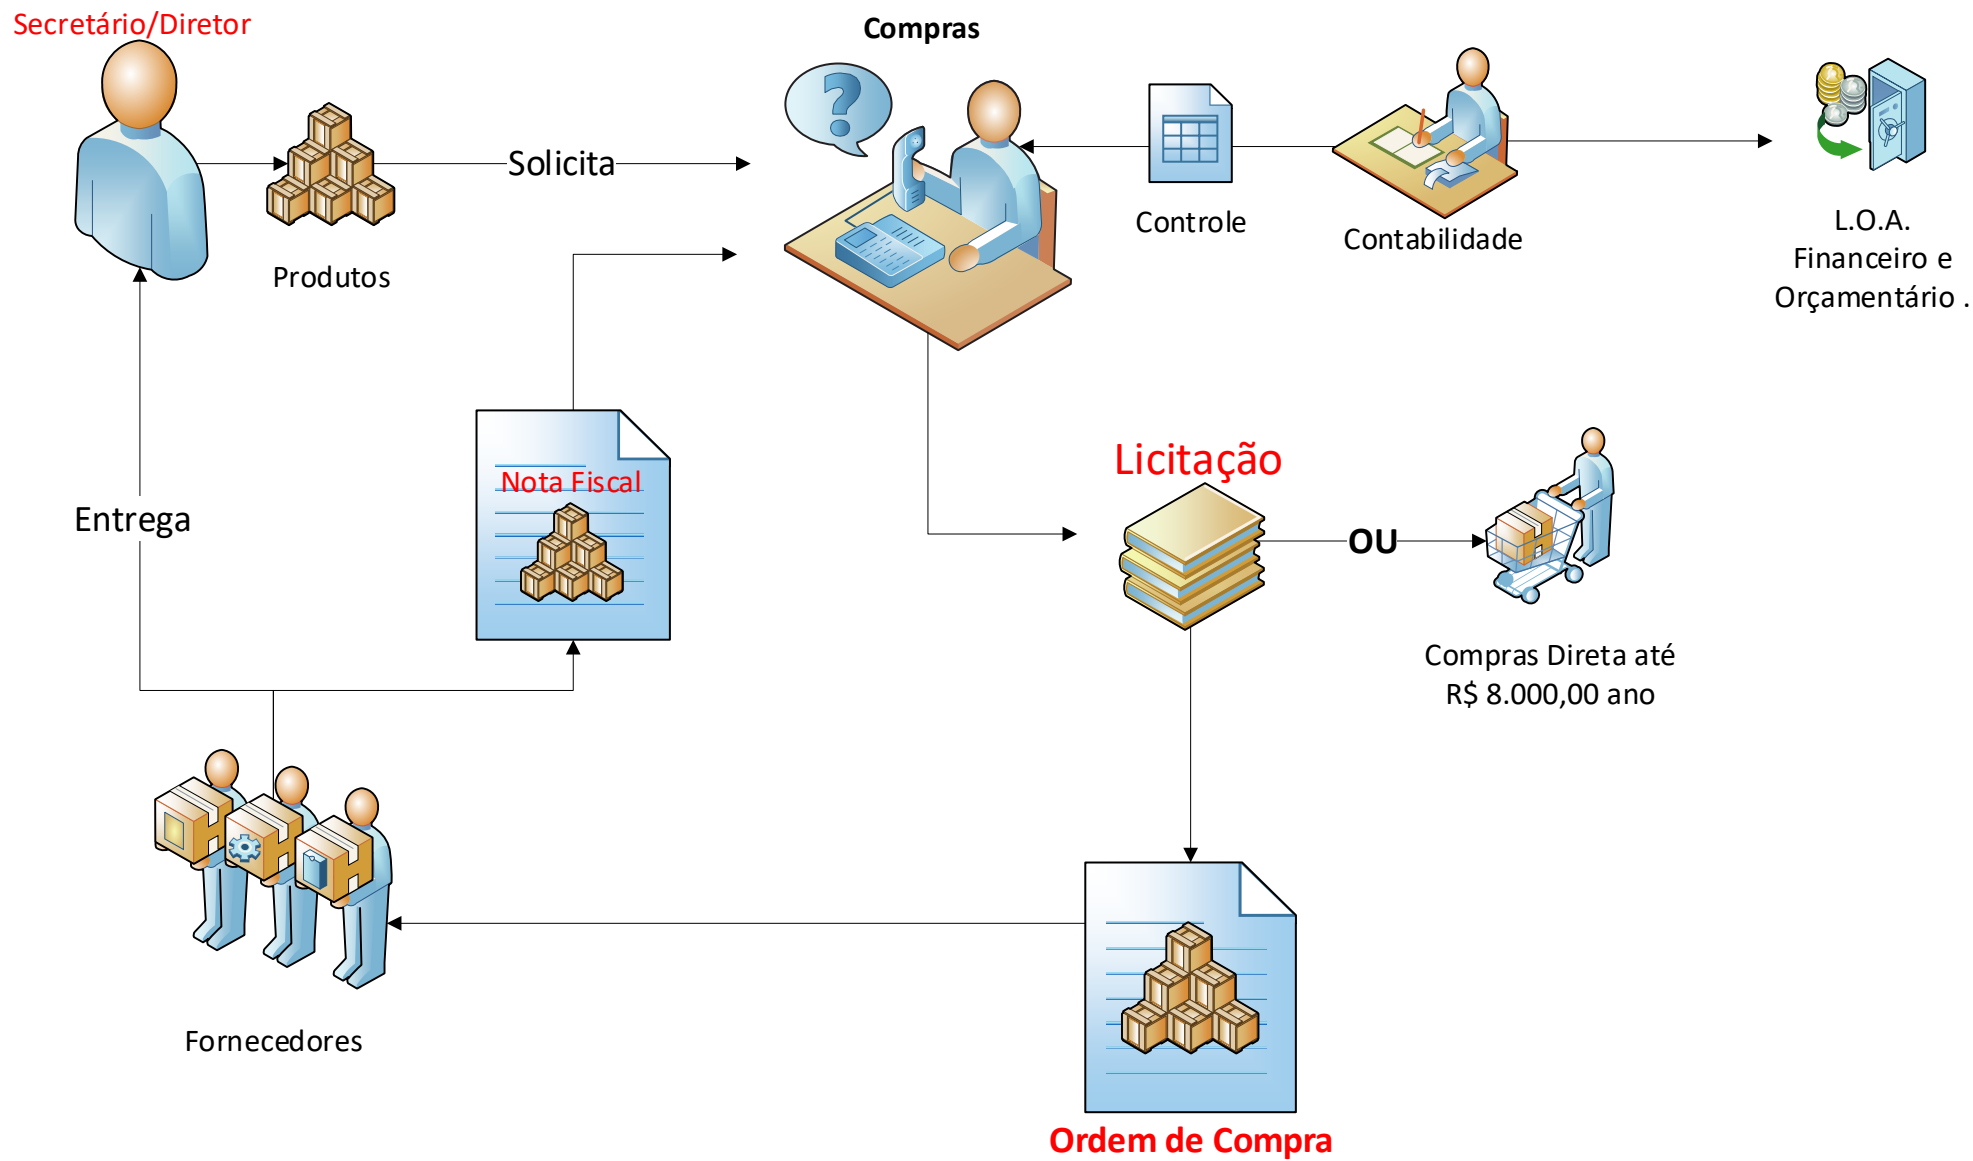 Secretário/Diretor
Compras
Solicita
Produtos
Controle
Contabilidade
L.O.A.
Financeiro e
Orçamentário .
Nota Fiscal
Licitação
Entrega
OU
Compras Direta até
R$ 8.000,00 ano
Fornecedores
Ordem de Compra